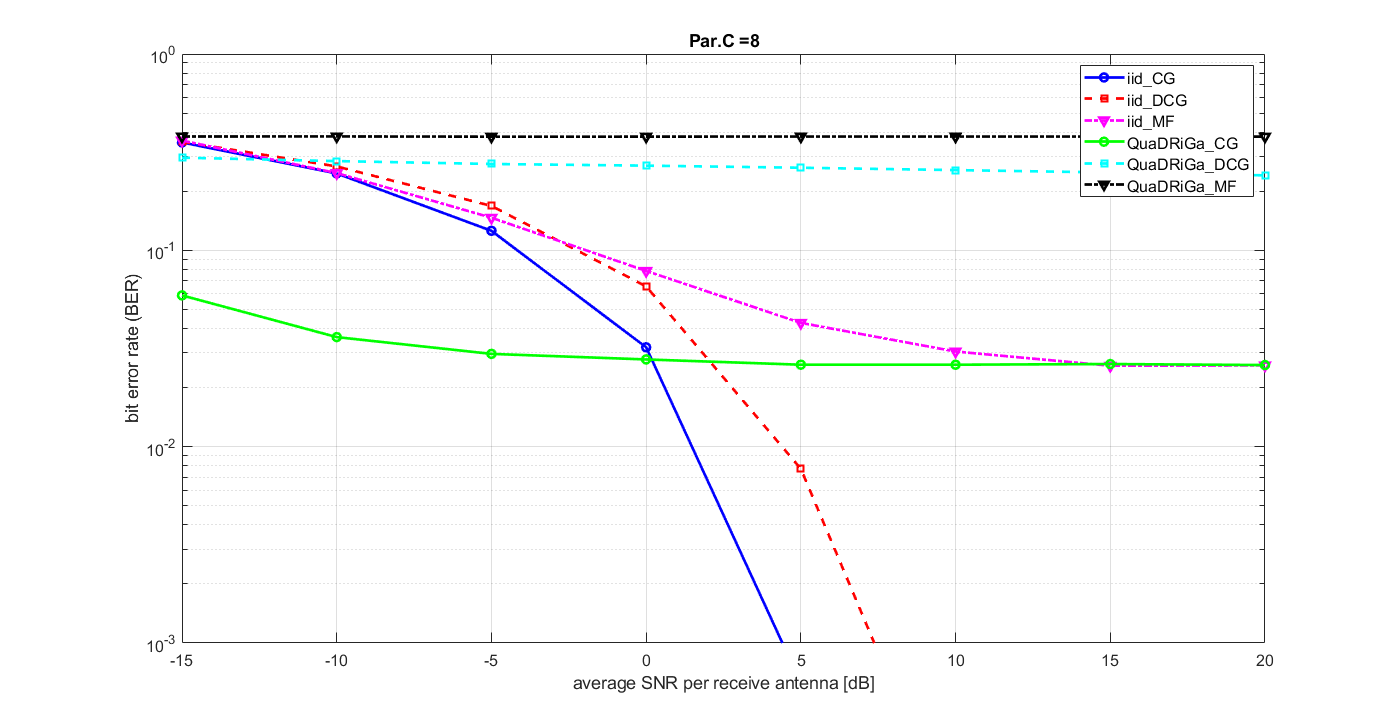 Par.C =8
10^0
10^-1
10^-2
10^-3
bit error rate (BER)
iid_CG
iid_DCG
iid_MF
QuaDRiGa_CG
QuaDRiGa_DCG
QuaDRiGa_MF
-15 -10 -5 0 5 10 15 20
average SNR per receive antenna [dB]